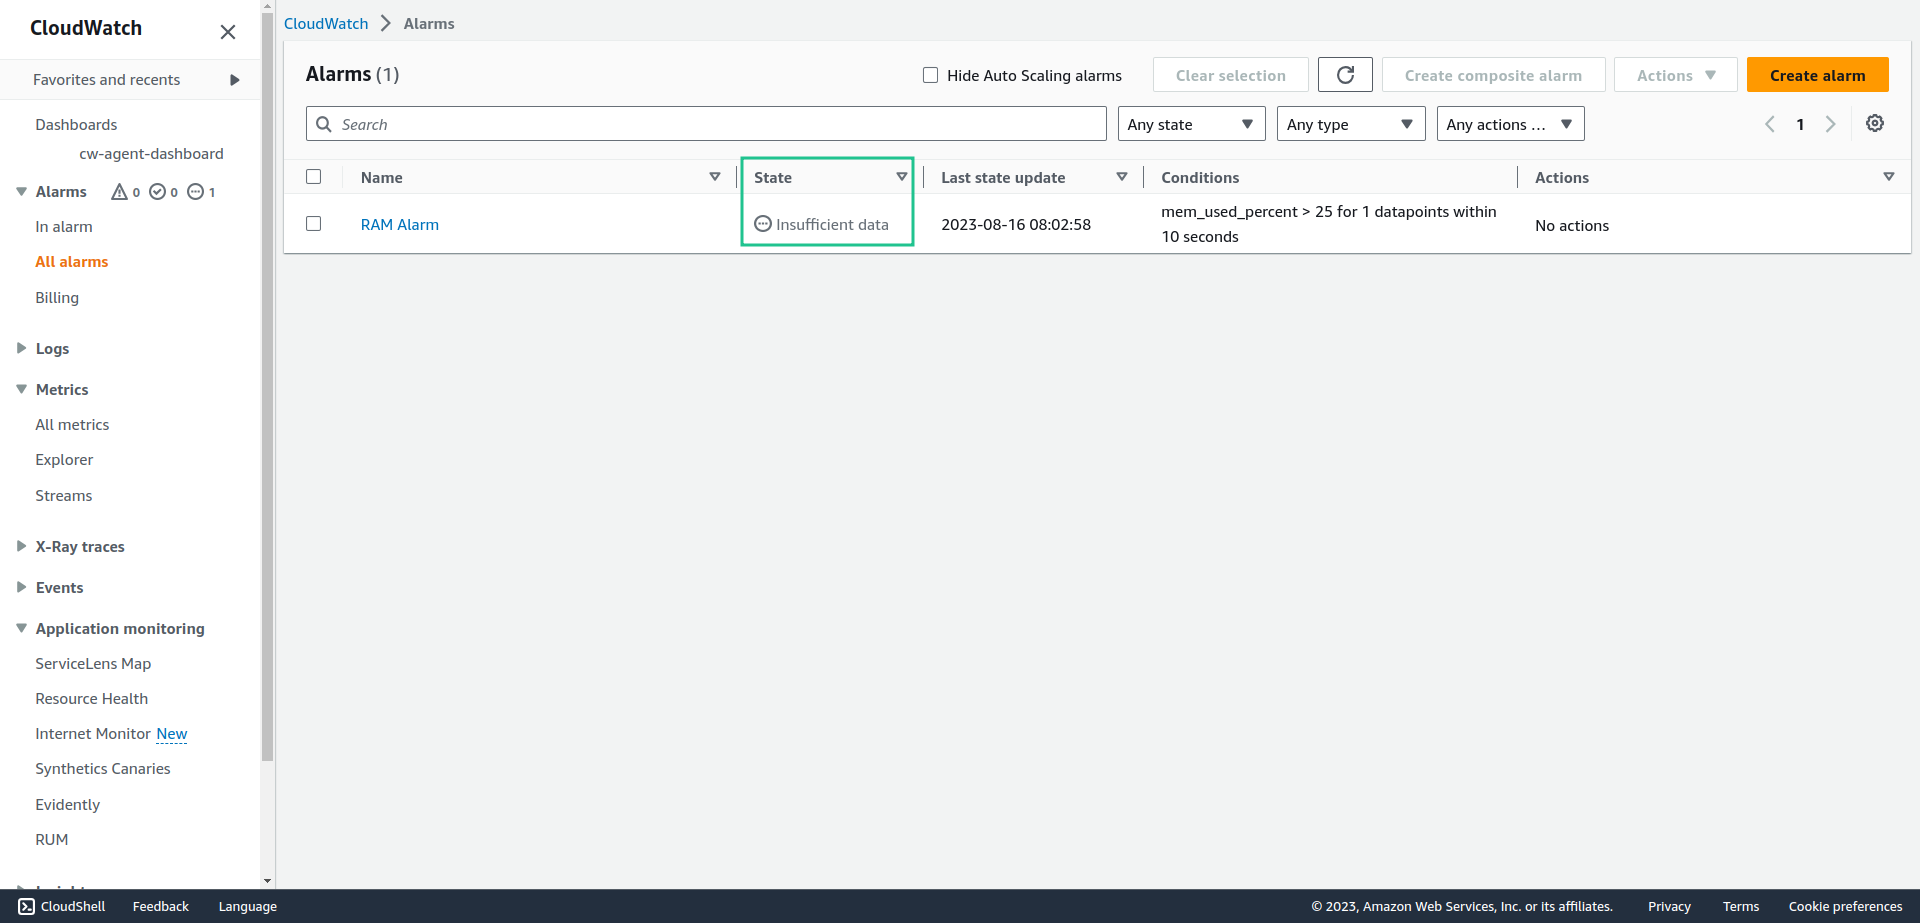 CloudWatch
Favorites and recents
Dashboards
cw-agent-dashboard
Alarms 0 0 1
In alarm
All alarms
Billing
Logs
Metrics
All metrics
Explorer
Streams
X-Ray traces
Events
Application monitoring
ServiceLens Map
Resource Health
Internet Monitor New
Synthetics Canaries
Evidently
RUM
CloudWatch Alarms
Alarms (1)
Hide Auto Scaling alarms
Clear selection
Create composite alarm
Actions
Create alarm
Search
Any state
Any type
Any actions ...
1
Name State Last state update Conditions Actions
RAM Alarm Insufficient data 2023-08-16 08:02:58 mem_used_percent > 25 for 1 datapoints within
10 seconds
No actions
CloudShell Feedback Language © 2023, Amazon Web Services, Inc. or its affiliates. Privacy Terms Cookie preferences